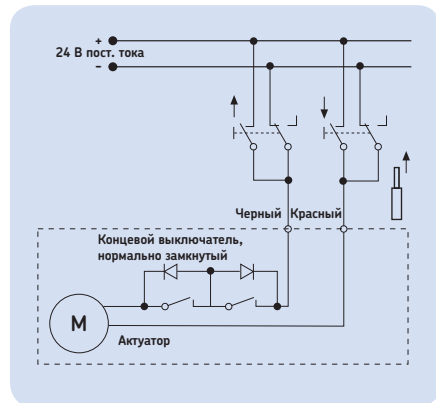 +
24 В пост. тока
–
Черный Красный
Концевой выключатель,
нормально замкнутый
М
Актуатор